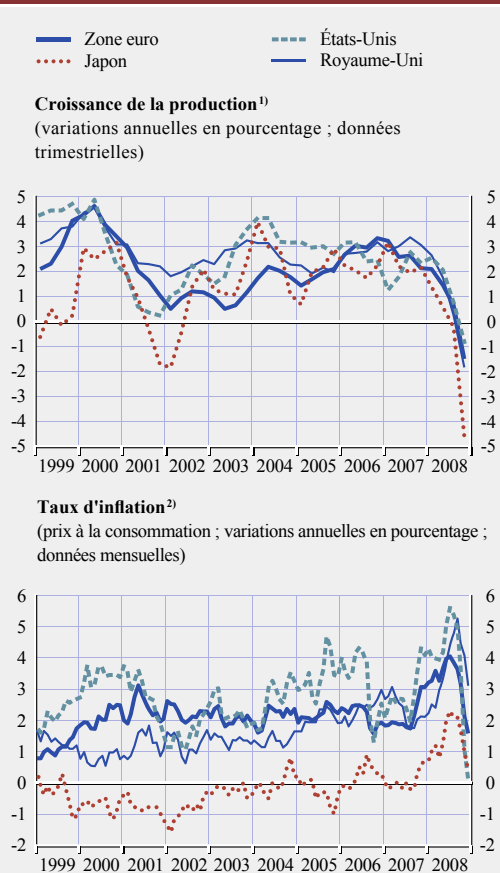 Zone euro États-Unis
Japon Royaume-Uni
Croissance de la production1)
(variations annuelles en pourcentage ; données
trimestrielles)
5 5
4 4
3 3
2 2
1 1
0 0
-1 -1
-2 -2
-3 -3
-4 -4
-5 -5
1999 2000 2001 2002 2003 2004 2005 2006 2007 2008
Taux d'inflation2)
(prix à la consommation ; variations annuelles en pourcentage ;
données mensuelles)
6 6
5 5
4 4
3 3
2 2
1 1
0 0
-1 -1
-2 -2
1999 2000 2001 2002 2003 2004 2005 2006 2007 2008